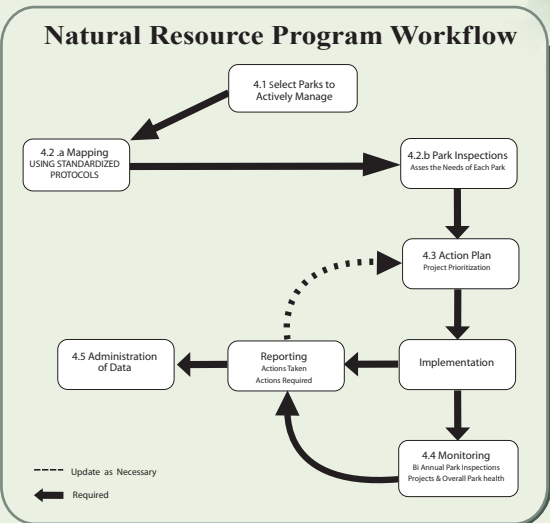 Natural Resource Program Workflow
4.1 Select Parks to
Actively Manage
4.2 .a Mapping
USING STANDARDIZED
PROTOCOLS
4.2.b Park Inspections
Asses the Needs of Each Park
4.3 Action Plan
Project Prioritization
4.5 Administration
of Data
Reporting
Actions Taken
Actions Required
Implementation
4.4 Monitoring
Bi Annual Park Inspections
Projects & Overall Park health
Update as Necessary
Required